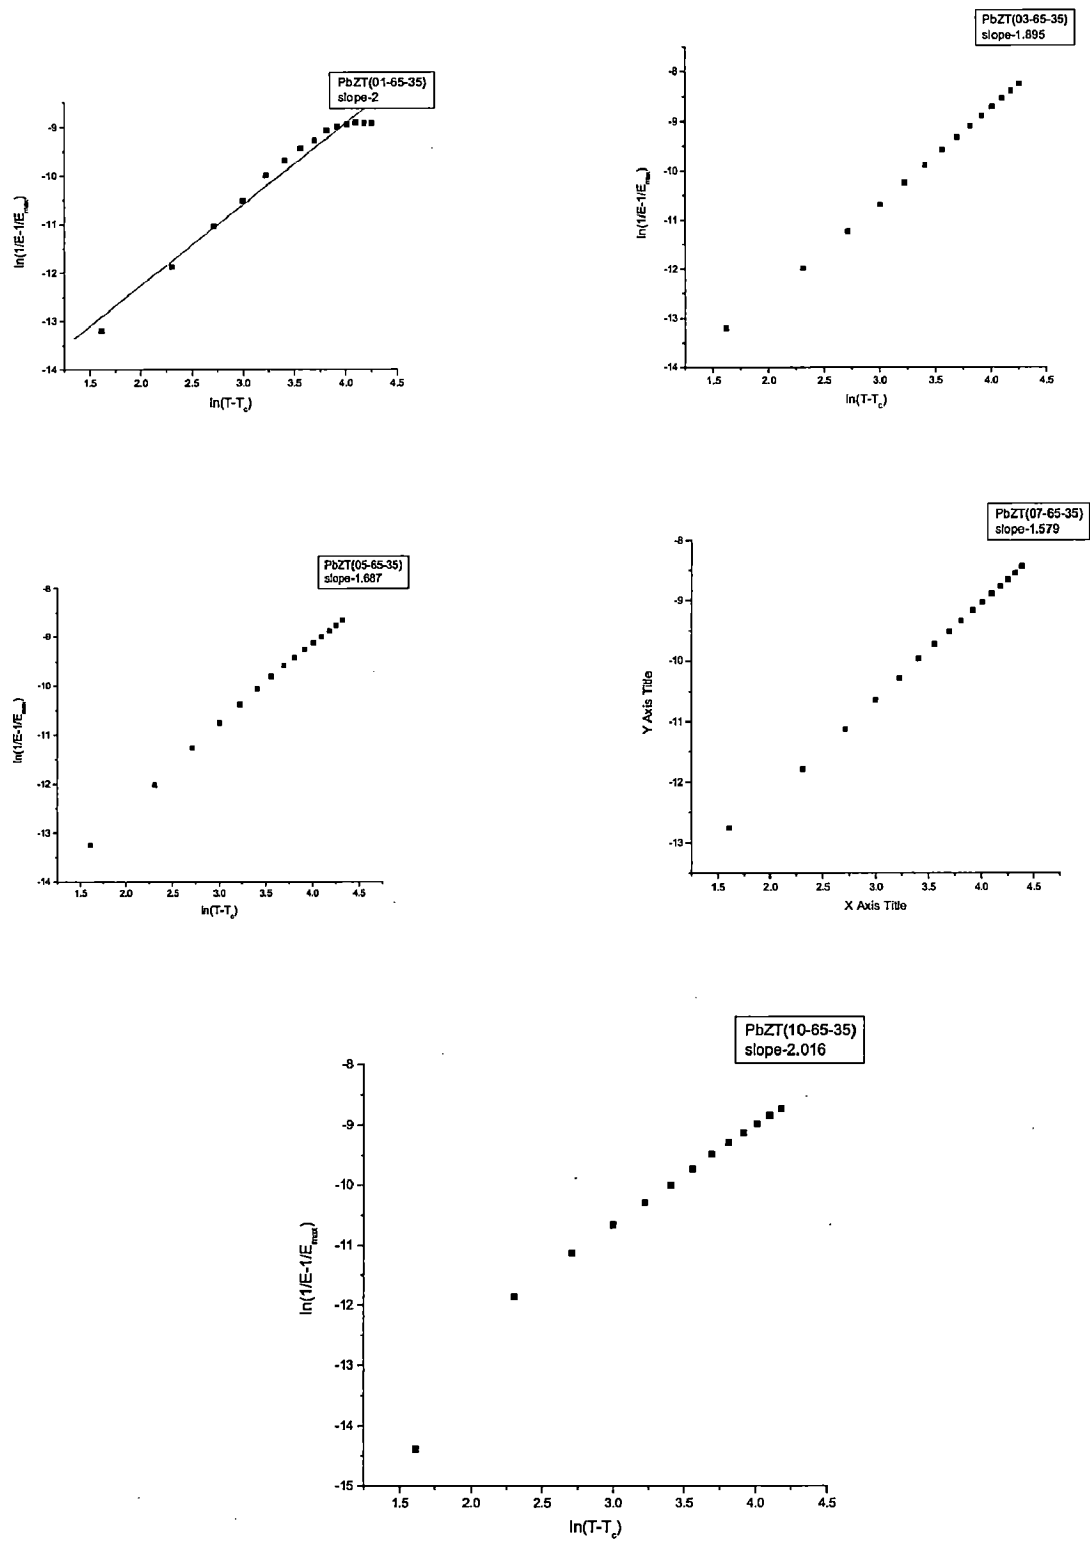 PbZT(01-65-35)
slope-2
-9
-10
-11
-12
-13
-14
ln(1/E-1/Emax)
1.5 2.0 2.5 3.0 3.5 4.0 4.5
ln(T-Tc)
PbZT(03-65-35)
slope-1.895
-8
-9
-10
-11
-12
-13
-14
ln(1/E-1/Emax)
1.5 2.0 2.5 3.0 3.5 4.0 4.5
ln(T-Tc)
PbZT(05-65-35)
slope-1.687
-8
-9
-10
-11
-12
-13
-14
ln(1/E-1/Emax)
1.5 2.0 2.5 3.0 3.5 4.0 4.5
ln(T-Tc)
PbZT(07-65-35)
slope-1.579
-8
-9
-10
-11
-12
-13
Y Axis Title
1.5 2.0 2.5 3.0 3.5 4.0 4.5
X Axis Title
PbZT(10-65-35)
slope-2.016
-8
-9
-10
-11
-12
-13
-14
-15
ln(1/E-1/Emax)
1.5 2.0 2.5 3.0 3.5 4.0 4.5
ln(T-Tc)